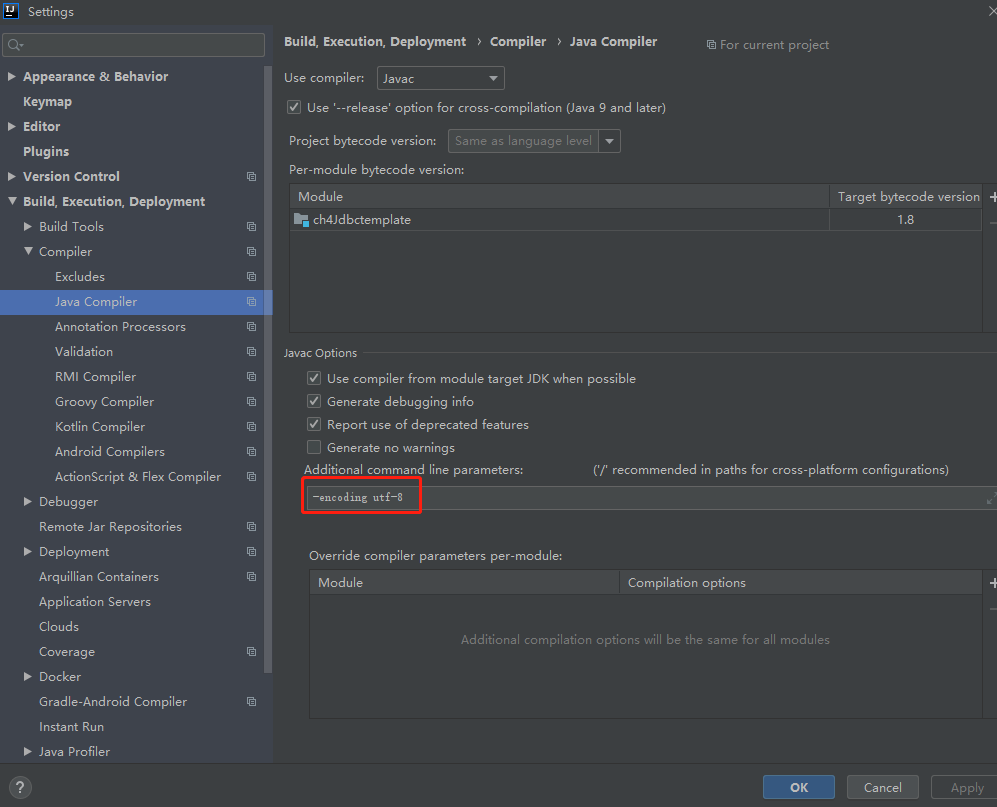 IJ Settings
Build, Execution, Deployment › Compiler › Java Compiler
For current project
Appearance & Behavior
Keymap
Editor
Plugins
Version Control
Build, Execution, Deployment
Build Tools
Compiler
Excludes
Java Compiler
Annotation Processors
Validation
RMI Compiler
Groovy Compiler
Kotlin Compiler
Android Compilers
ActionScript & Flex Compiler
Debugger
Remote Jar Repositories
Deployment
Arquillian Containers
Application Servers
Clouds
Coverage
Docker
Gradle-Android Compiler
Instant Run
Java Profiler
Use compiler: Javac
Use '--release' option for cross-compilation (Java 9 and later)
Project bytecode version: Same as language level
Per-module bytecode version:
Module Target bytecode version
ch4Jdbctemplate 1.8
Javac Options
Use compiler from module target JDK when possible
Generate debugging info
Report use of deprecated features
Generate no warnings
Additional command line parameters: ('/' recommended in paths for cross-platform configurations)
-encoding utf-8
Override compiler parameters per-module:
Module Compilation options
Additional compilation options will be the same for all modules
? OK Cancel Apply